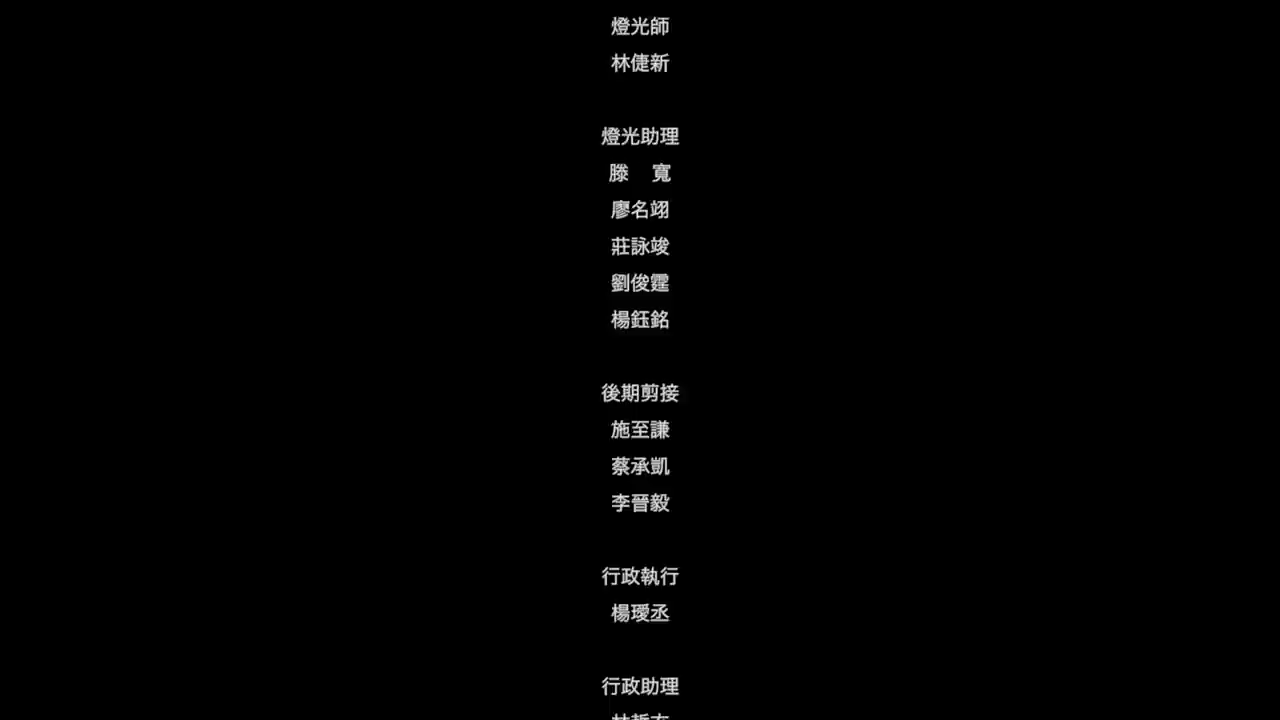 燈光師
林倢新
燈光助理
滕 寬
廖名翊
莊詠竣
劉俊霆
楊鈺銘
後期剪接
施至謙
蔡承凱
李晉毅
行政執行
楊璦丞
行政助理